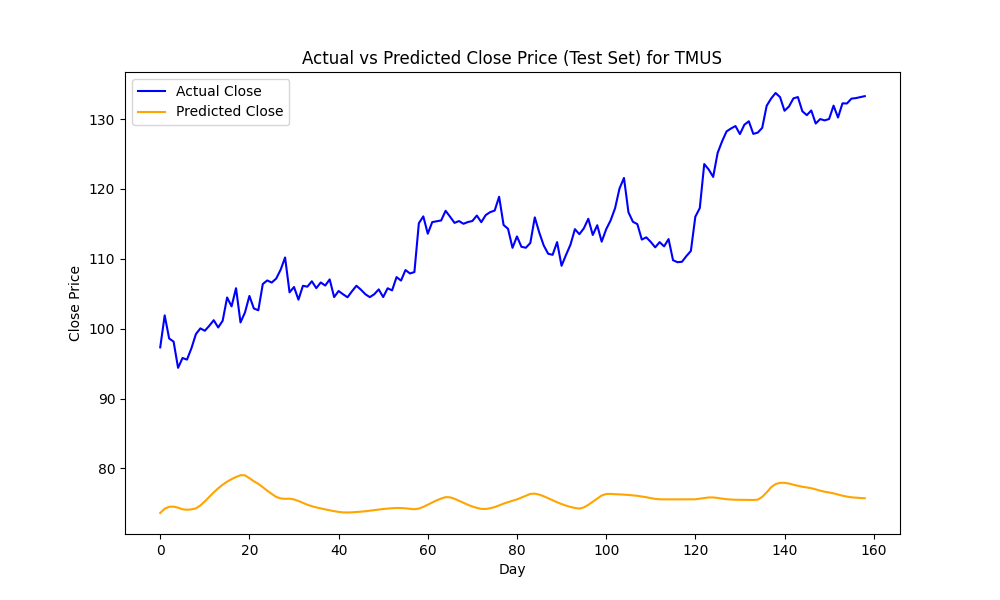 Actual vs Predicted Close Price (Test Set) for TMUS
Actual Close
Predicted Close
Close Price
130
120
110
100
90
80
0 20 40 60 80 100 120 140 160
Day